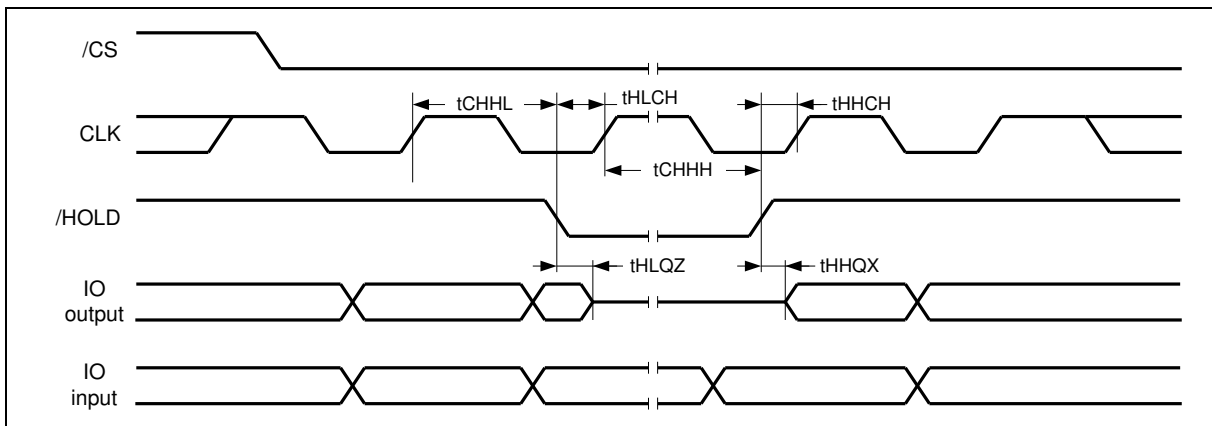 /CS
tCHHL
tHLCH
tHHCH
CLK
tCHHH
/HOLD
tHLQZ
tHHQX
IO
output
IO
input